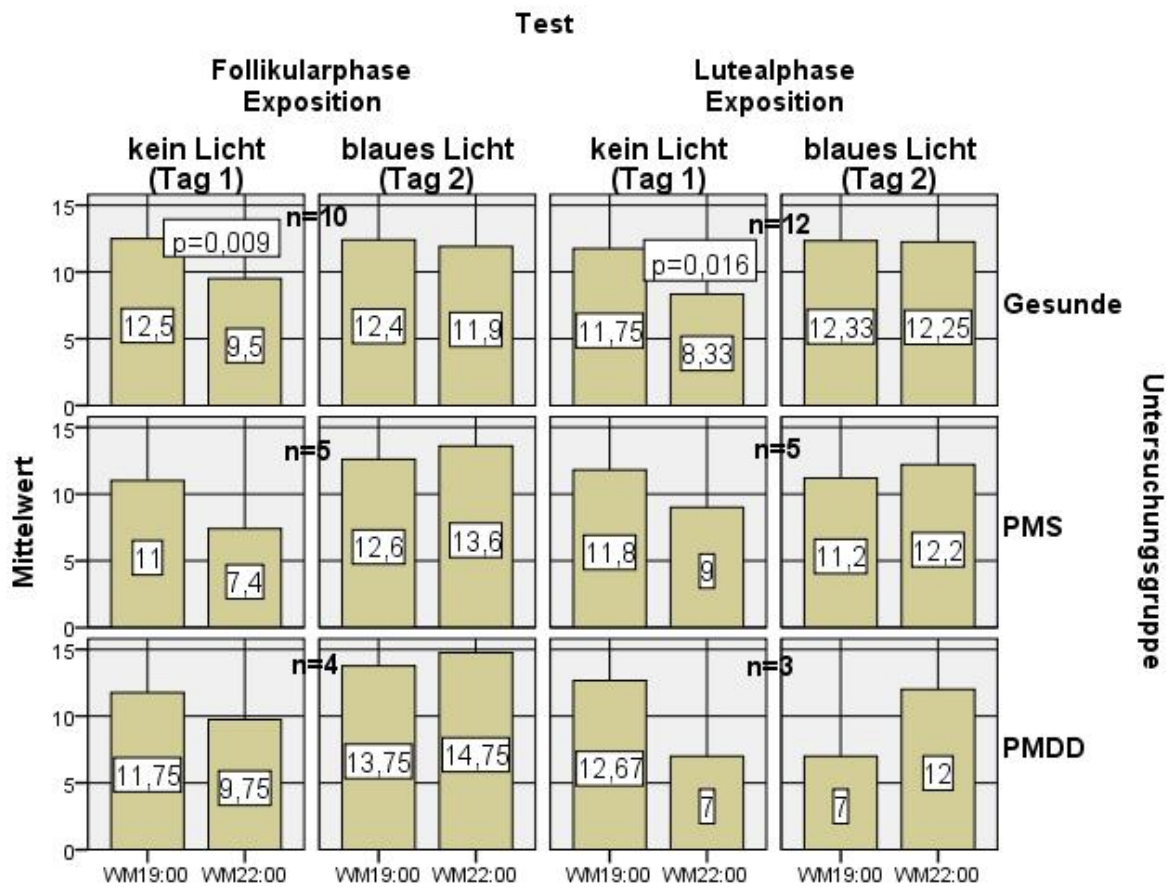 Test
Follikularphase
Exposition
Lutealphase
Exposition
kein Licht
(Tag 1)
blaues Licht
(Tag 2)
kein Licht
(Tag 1)
blaues Licht
(Tag 2)
Mittelwert
Untersuchungsgruppe
15
10
5
0
n=10
p=0,009
12,5
9,5
12,4
11,9
n=12
p=0,016
11,75
8,33
12,33
12,25
Gesunde
15
10
5
0
n=5
11
7,4
12,6
13,6
n=5
11,8
9
11,2
12,2
PMS
15
10
5
0
n=4
11,75
9,75
13,75
14,75
n=3
12,67
7
7
12
PMDD
WM19:00 WM22:00 WM19:00 WM22:00 WM19:00 WM22:00 WM19:00 WM22:00